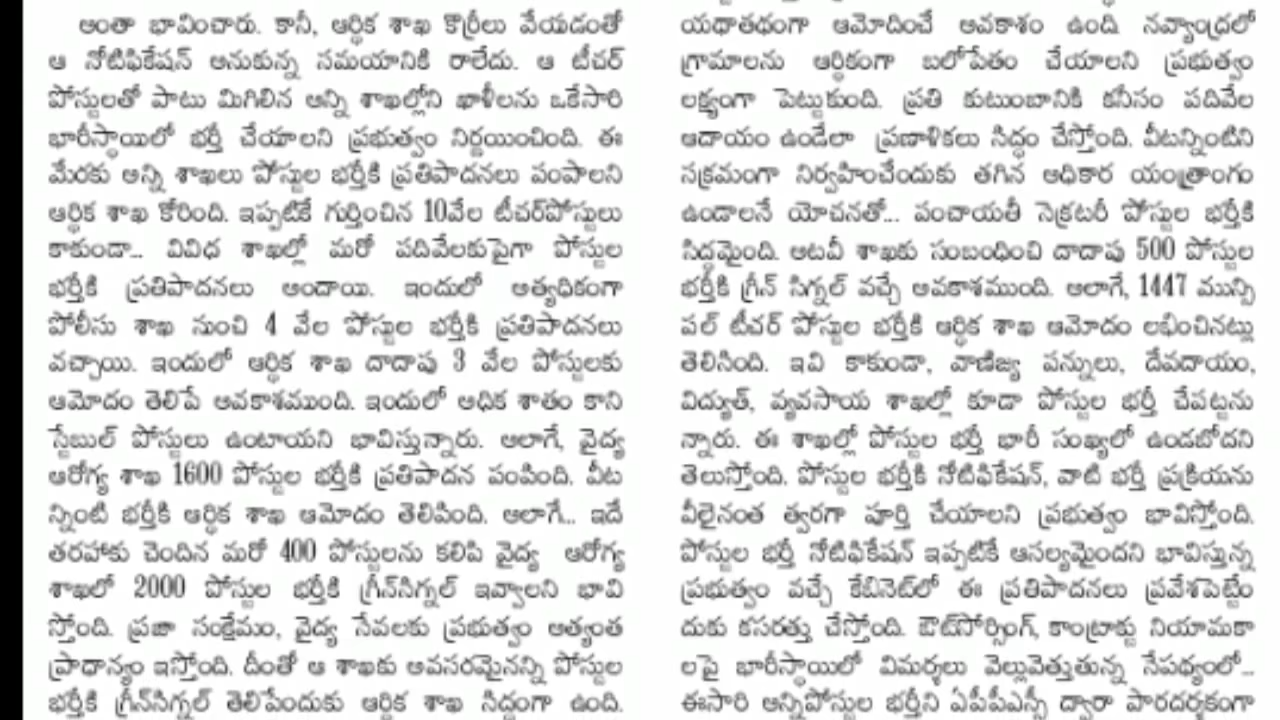 అంతా భావించారు. కానీ, ఆర్థిక శాఖ కొర్రీలు వేయడంతో
ఆ నోటిఫికేషన్ అనుకున్న సమయానికి రాలేదు. ఆ టీచర్
పోస్టులతో పాటు మిగిలిన అన్ని శాఖల్లోని ఖాళీలను ఒకేసారి
భారీస్థాయిలో భర్తీ చేయాలని ప్రభుత్వం నిర్ణయించింది. ఈ
మేరకు అన్ని శాఖలు పోస్టుల భర్తీకి ప్రతిపాదనలు పంపాలని
ఆర్థిక శాఖ కోరింది. ఇప్పటికే గుర్తించిన 10వేల టీచర్‌పోస్టులు
కాకుండా... వివిధ శాఖల్లో మరో పదివేలకుపైగా పోస్టుల
భర్తీకి ప్రతిపాదనలు అందాయి. ఇందులో అత్యధికంగా
పోలీసు శాఖ నుంచి 4 వేల పోస్టుల భర్తీకి ప్రతిపాదనలు
వచ్చాయి. ఇందులో ఆర్థిక శాఖ దాదాపు 3 వేల పోస్టులకు
ఆమోదం తెలిపే అవకాశముంది. ఇందులో అధిక శాతం కాని
స్టేబుల్ పోస్టులు ఉంటాయని భావిస్తున్నారు. అలాగే, వైద్య
ఆరోగ్య శాఖ 1600 పోస్టుల భర్తీకి ప్రతిపాదన పంపింది. వీట
న్నింటి భర్తీకి ఆర్థిక శాఖ ఆమోదం తెలిపింది. అలాగే... ఇదే
తరహాకు చెందిన మరో 400 పోస్టులను కలిపి వైద్య ఆరోగ్య
శాఖలో 2000 పోస్టుల భర్తీకి గ్రీన్‌సిగ్నల్ ఇవ్వాలని భావి
స్తోంది. ప్రజా సంక్షేమం, వైద్య సేవలకు ప్రభుత్వం అత్యంత
ప్రాధాన్యం ఇస్తోంది. దీంతో ఆ శాఖకు అవసరమైనన్ని పోస్టుల
భర్తీకి గ్రీన్‌సిగ్నల్ తెలిపేందుకు ఆర్థిక శాఖ సిద్ధంగా ఉంది.
యథాతథంగా ఆమోదించే అవకాశం ఉంది. నవ్యాంధ్రలో
గ్రామాలను ఆర్థికంగా బలోపేతం చేయాలని ప్రభుత్వం
లక్ష్యంగా పెట్టుకుంది. ప్రతి కుటుంబానికి కనీసం పదివేల
ఆదాయం ఉండేలా ప్రణాళికలు సిద్ధం చేస్తోంది. వీటన్నింటిని
సక్రమంగా నిర్వహించేందుకు తగిన అధికార యంత్రాంగం
ఉండాలనే యోచనతో... పంచాయతీ సెక్రటరీ పోస్టుల భర్తీకి
సిద్ధమైంది. అటవీ శాఖకు సంబంధించి దాదాపు 500 పోస్టుల
భర్తీకి గ్రీన్ సిగ్నల్ వచ్చే అవకాశముంది. అలాగే, 1447 మున్సి
పల్ టీచర్ పోస్టుల భర్తీకి ఆర్థిక శాఖ ఆమోదం లభించినట్లు
తెలిసింది. ఇవి కాకుండా, వాణిజ్య పన్నులు, దేవదాయం,
విద్యుత్, వ్యవసాయ శాఖల్లో కూడా పోస్టుల భర్తీ చేపట్టను
న్నారు. ఈ శాఖల్లో పోస్టుల భర్తీ భారీ సంఖ్యలో ఉండబోదని
తెలుస్తోంది. పోస్టుల భర్తీకి నోటిఫికేషన్, వాటి భర్తీ ప్రక్రియను
వీలైనంత త్వరగా పూర్తి చేయాలని ప్రభుత్వం భావిస్తోంది.
పోస్టుల భర్తీ నోటిఫికేషన్ ఇప్పటికే ఆలస్యమైందని భావిస్తున్న
ప్రభుత్వం వచ్చే కేబినెట్‌లో ఈ ప్రతిపాదనలు ప్రవేశపెట్టేం
దుకు కసరత్తు చేస్తోంది. ఔట్‌సోర్సింగ్, కాంట్రాక్టు నియామకా
లపై భారీస్థాయిలో విమర్శలు వెల్లువెత్తుతున్న నేపథ్యంలో...
ఈసారి అన్నిపోస్టుల భర్తీని ఏపీపీఎస్సీ ద్వారా పారదర్శకంగా